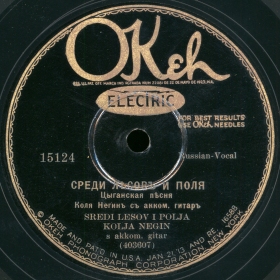 OKeh
ELECTRIC
FOR BEST RESULTS
USE OKeh NEEDLES
15124
Russian-Vocal
СРЕДИ ЛѢСОВЪ И ПОЛЯ
Цыганская пѣсня
Коля Негинъ съ акком. гитаръ
SREDI LESOV I POLJA
KOLJA NEGIN
s akkom. gitar
(403607)